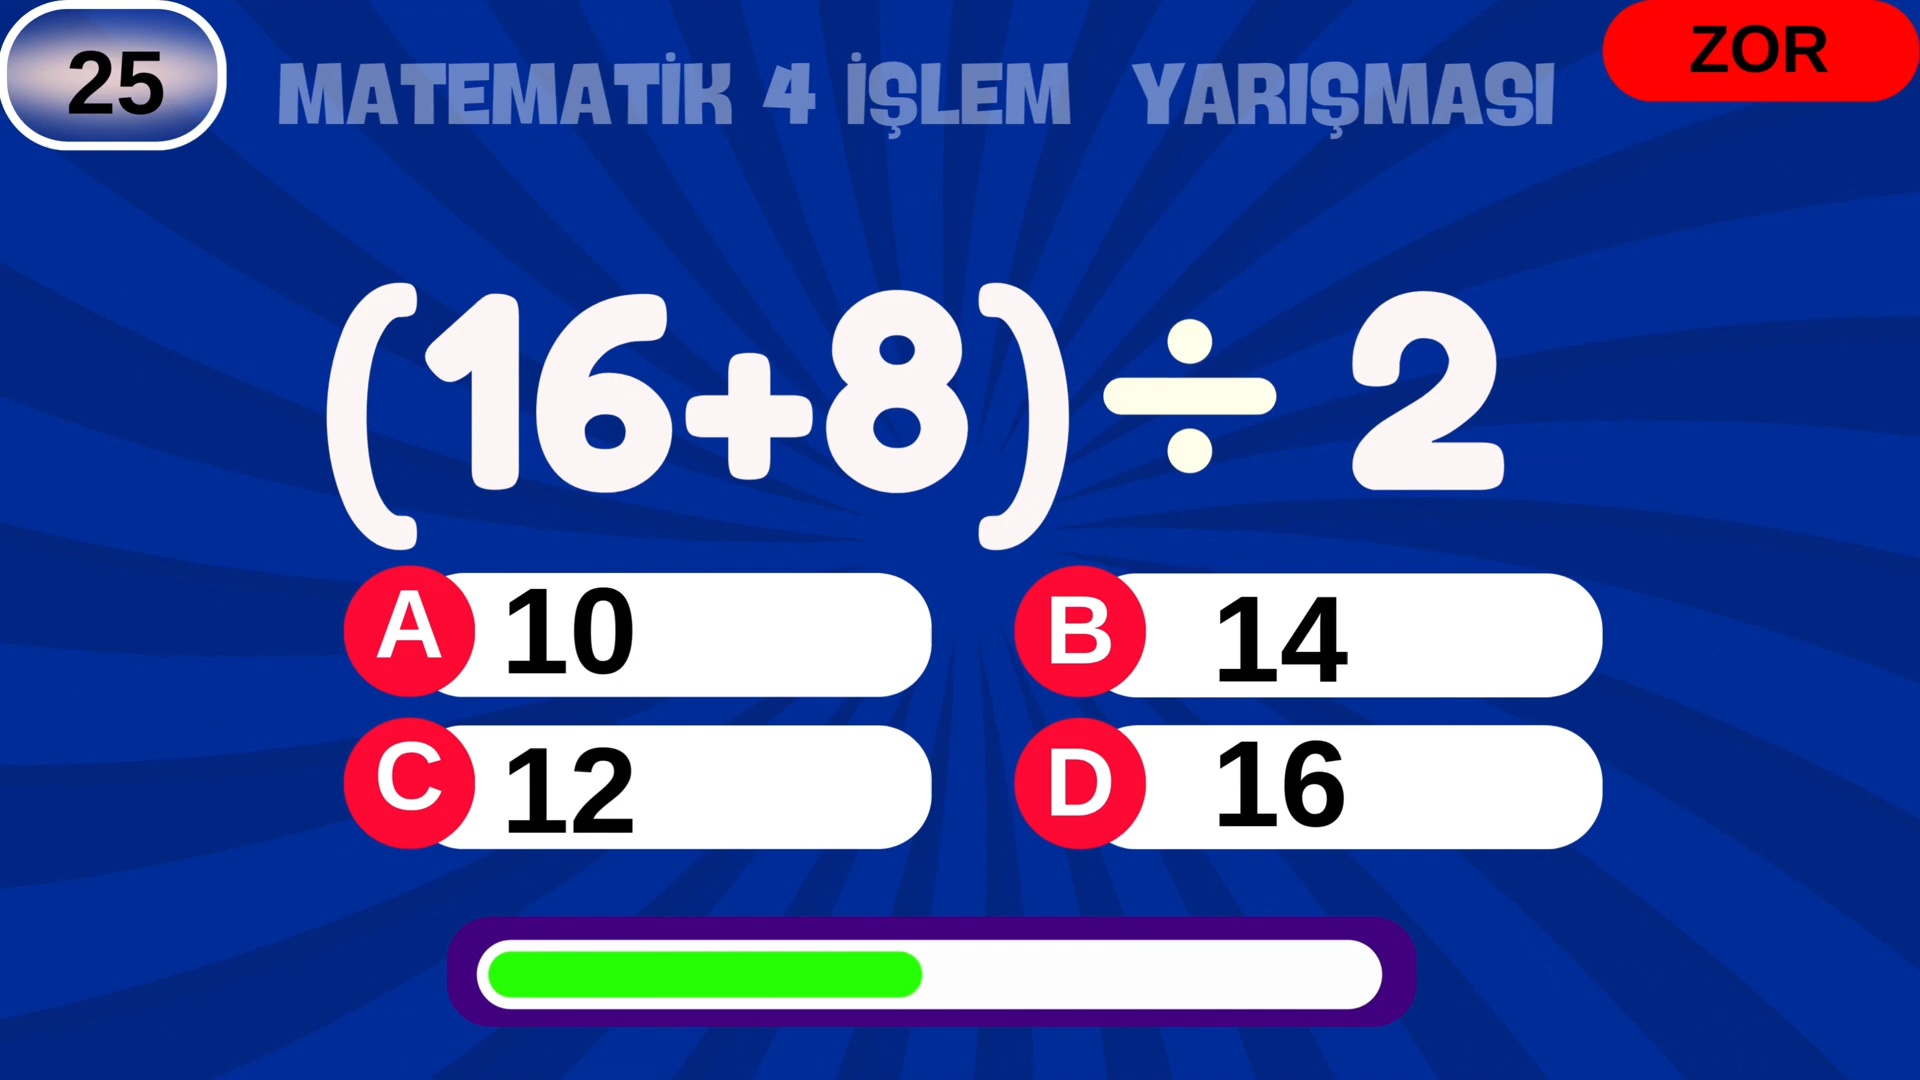 25
MATEMATİK 4 İŞLEM YARIŞMASI
ZOR
(16+8)÷2
A 10
B 14
C 12
D 16